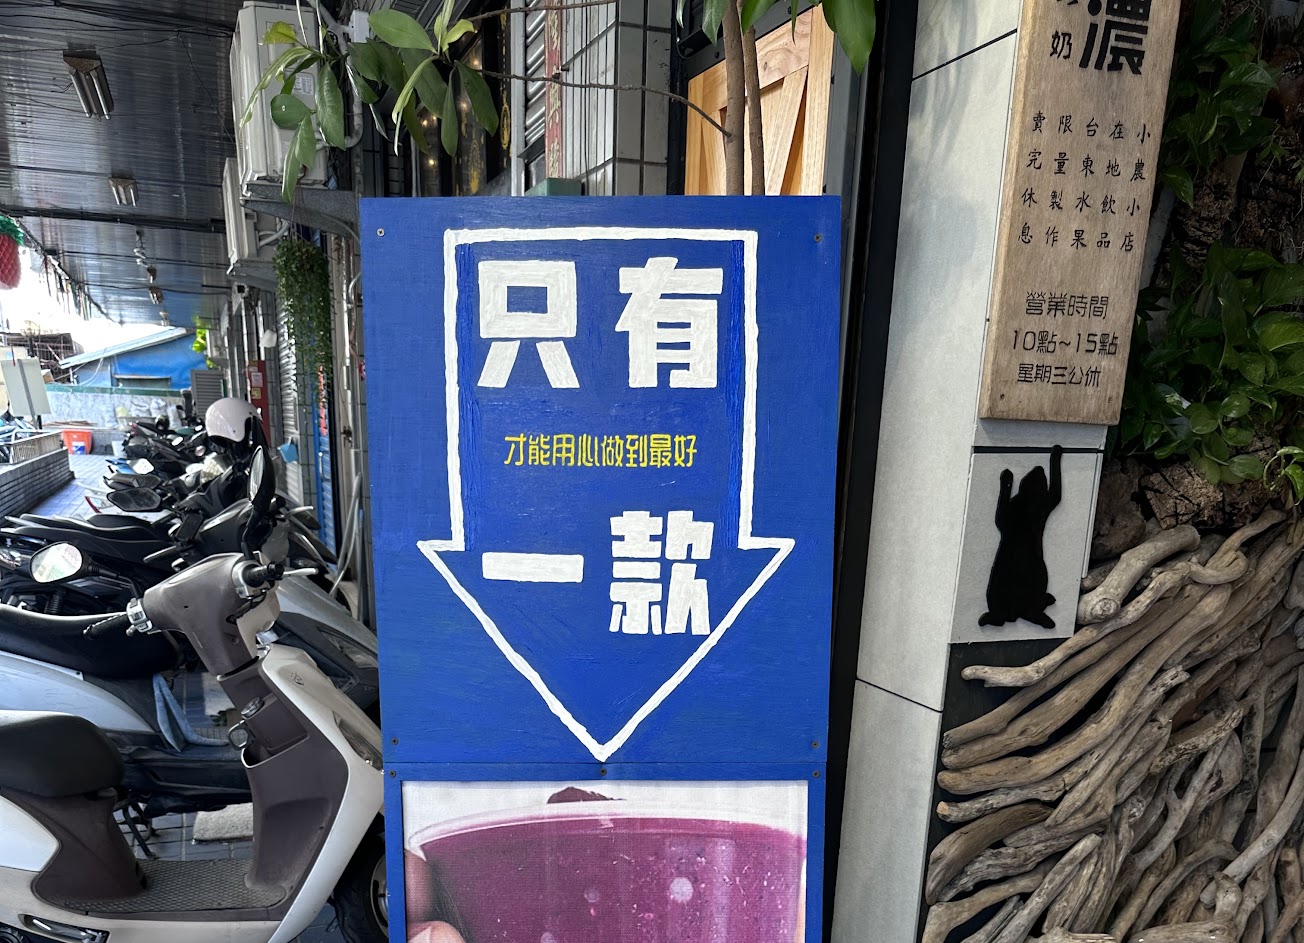 只有
才能用心做到最好
一款
濃
奶
小農小店
在地飲品
台東水果
限量製作
賣完休息
營業時間
10點~15點
星期三公休